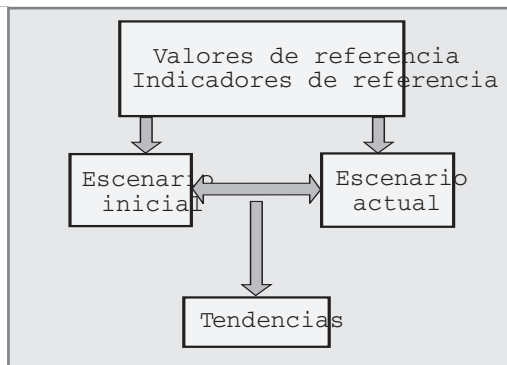 Valores de referencia
Indicadores de referencia
Escenario
inicial
Escenario
actual
Tendencias